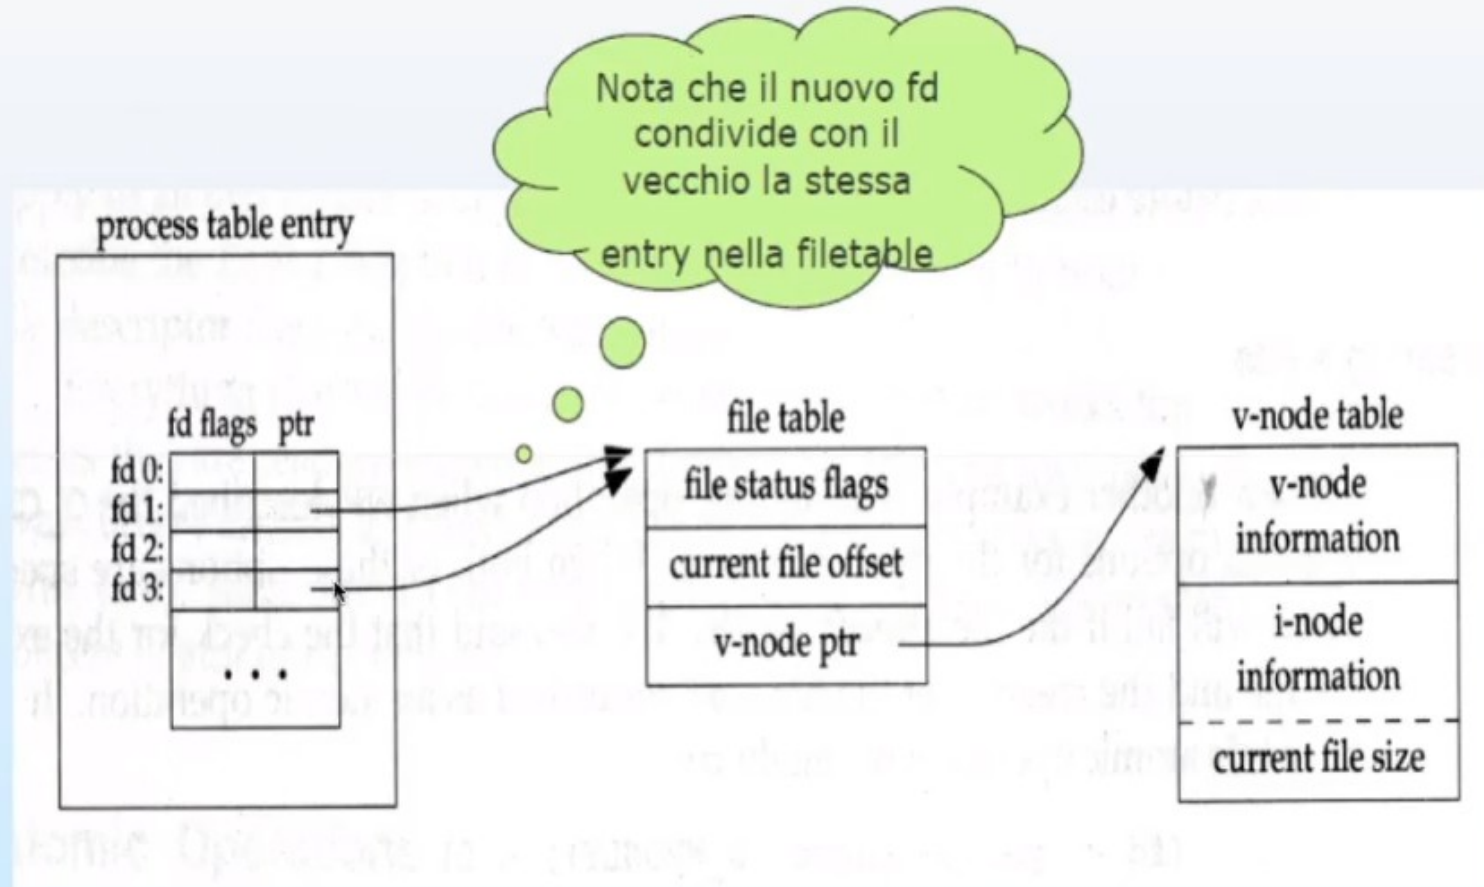 Nota che il nuovo fd
condivide con il
vecchio la stessa
entry nella filetable
process table entry
fd flags ptr
fd 0:
fd 1:
fd 2:
fd 3:
. . .
file table
file status flags
current file offset
v-node ptr
v-node table
v-node
information
i-node
information
current file size